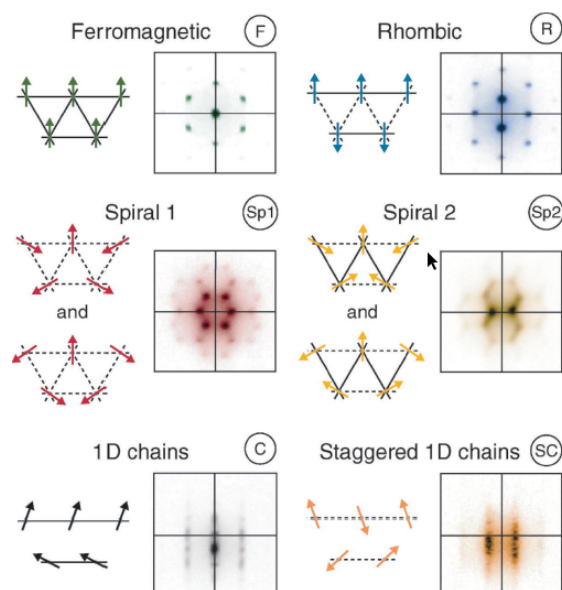 Ferromagnetic F
Rhombic R
Spiral 1 Sp1
and
Spiral 2 Sp2
and
1D chains C
Staggered 1D chains SC